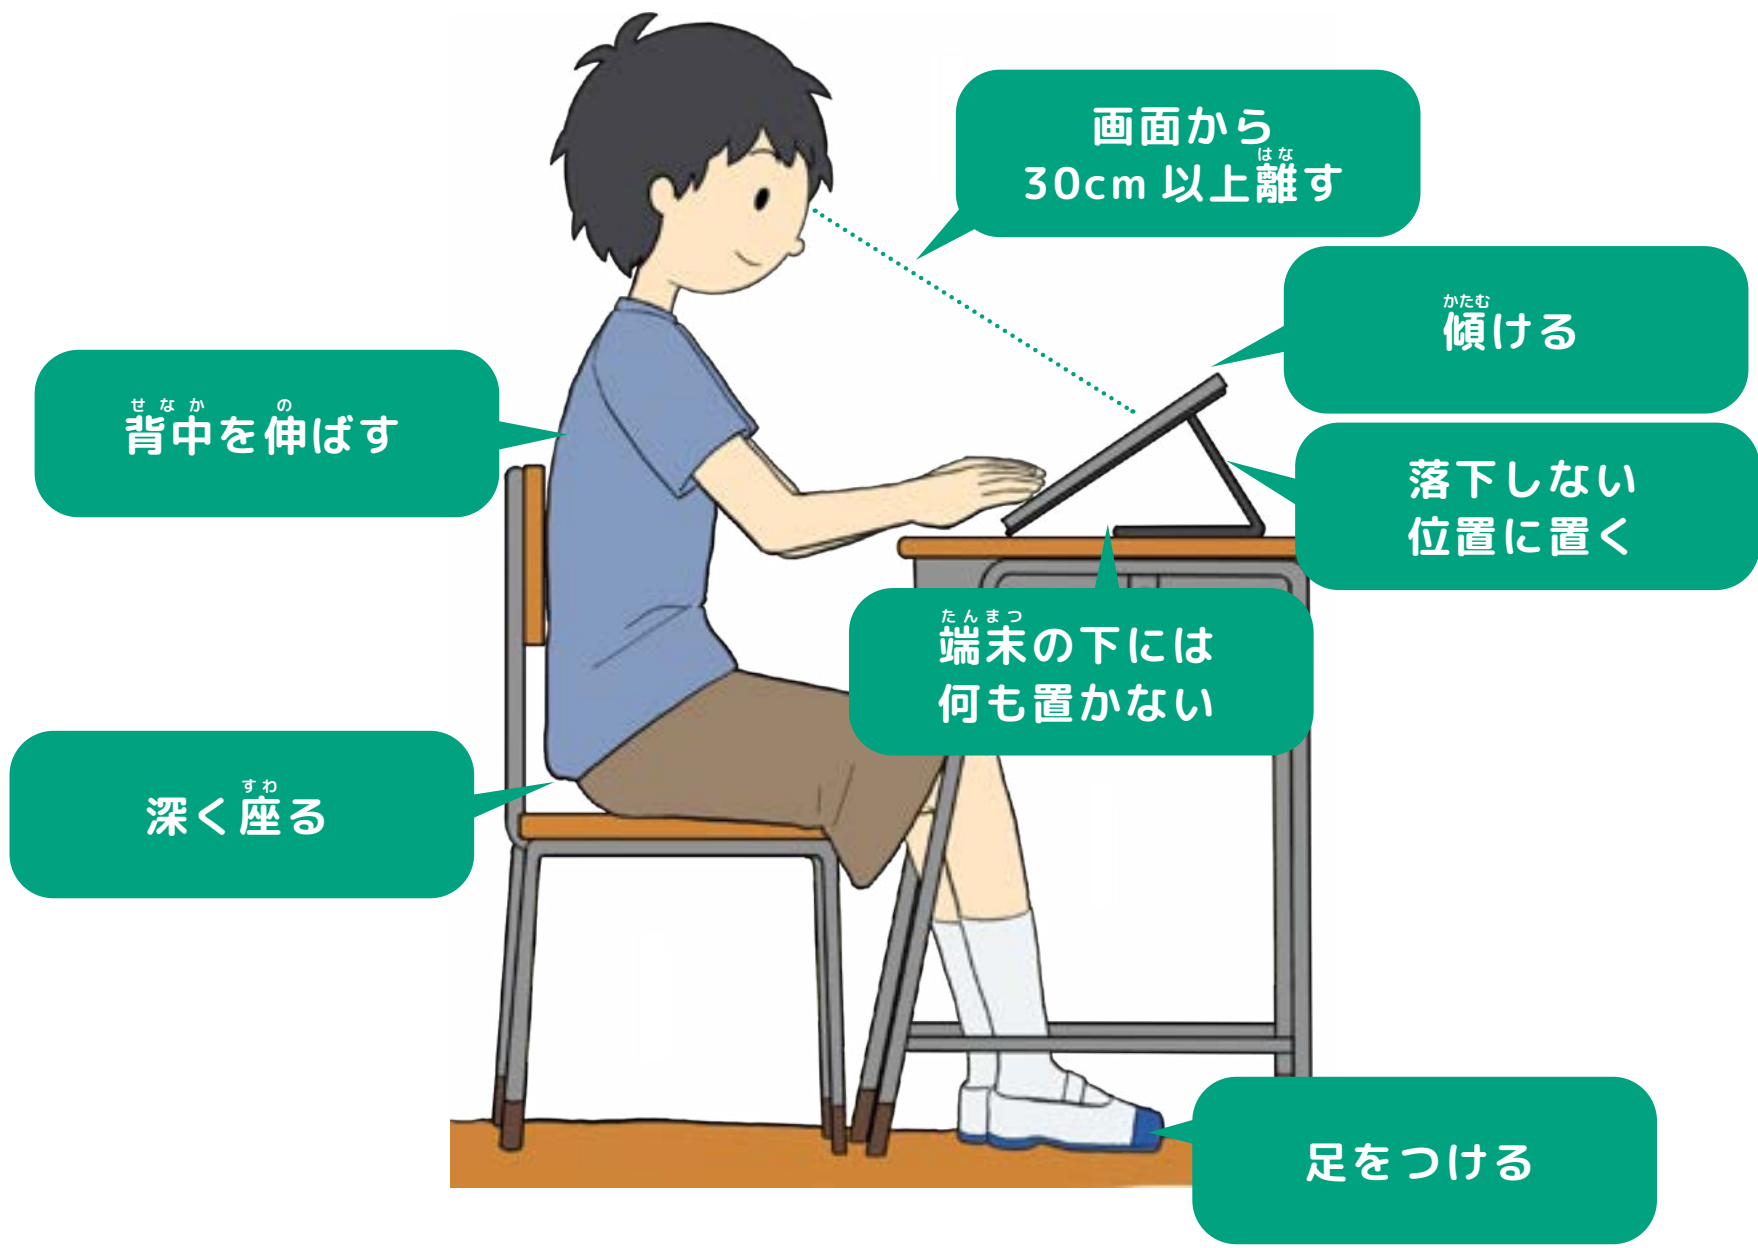 画面から
30cm 以上離す
はな
傾ける
かたむ
背中を伸ばす
せなか の
落下しない
位置に置く
端末の下には
たんまつ
何も置かない
深く座る
すわ
足をつける